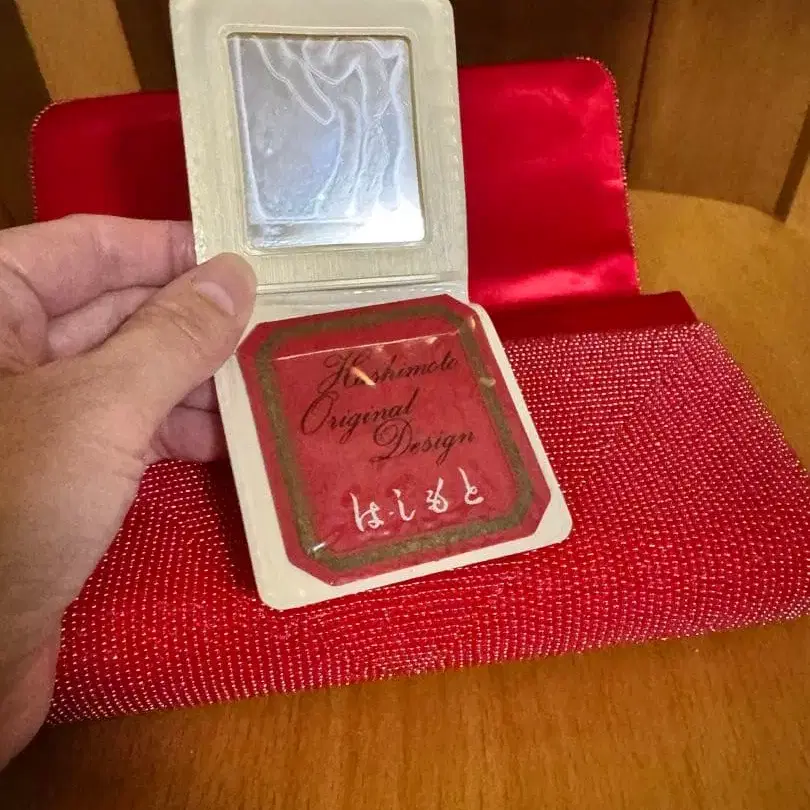 Hashimoto
Original
Design
はしもと